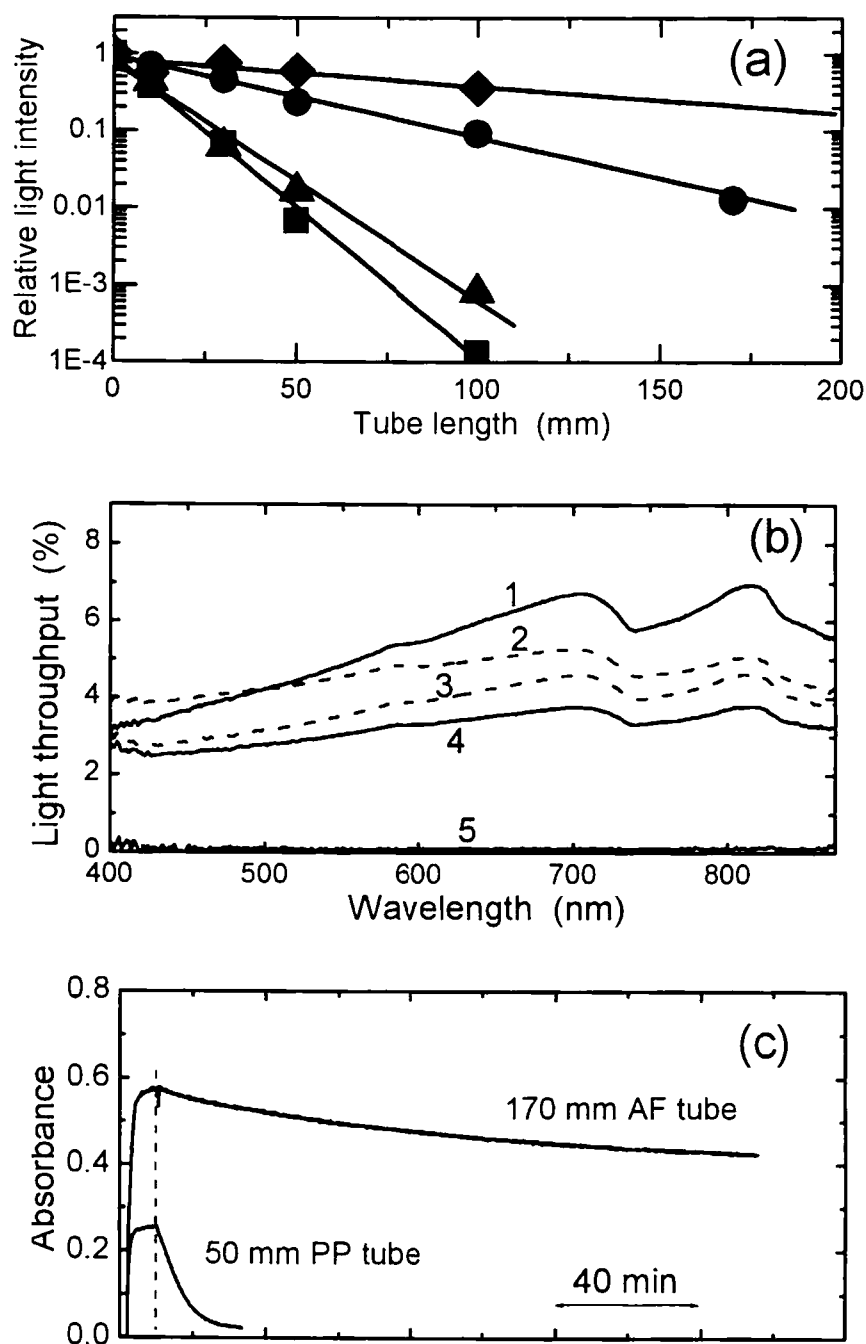 (a)
Relative light intensity
1
0.1
0.01
1E-3
1E-4
0 50 100 150 200
Tube length (mm)
(b)
Light throughput (%)
8
6
4
2
0
1
2
3
4
5
400 500 600 700 800
Wavelength (nm)
(c)
Absorbance
0.8
0.6
0.4
0.2
0.0
170 mm AF tube
50 mm PP tube
40 min